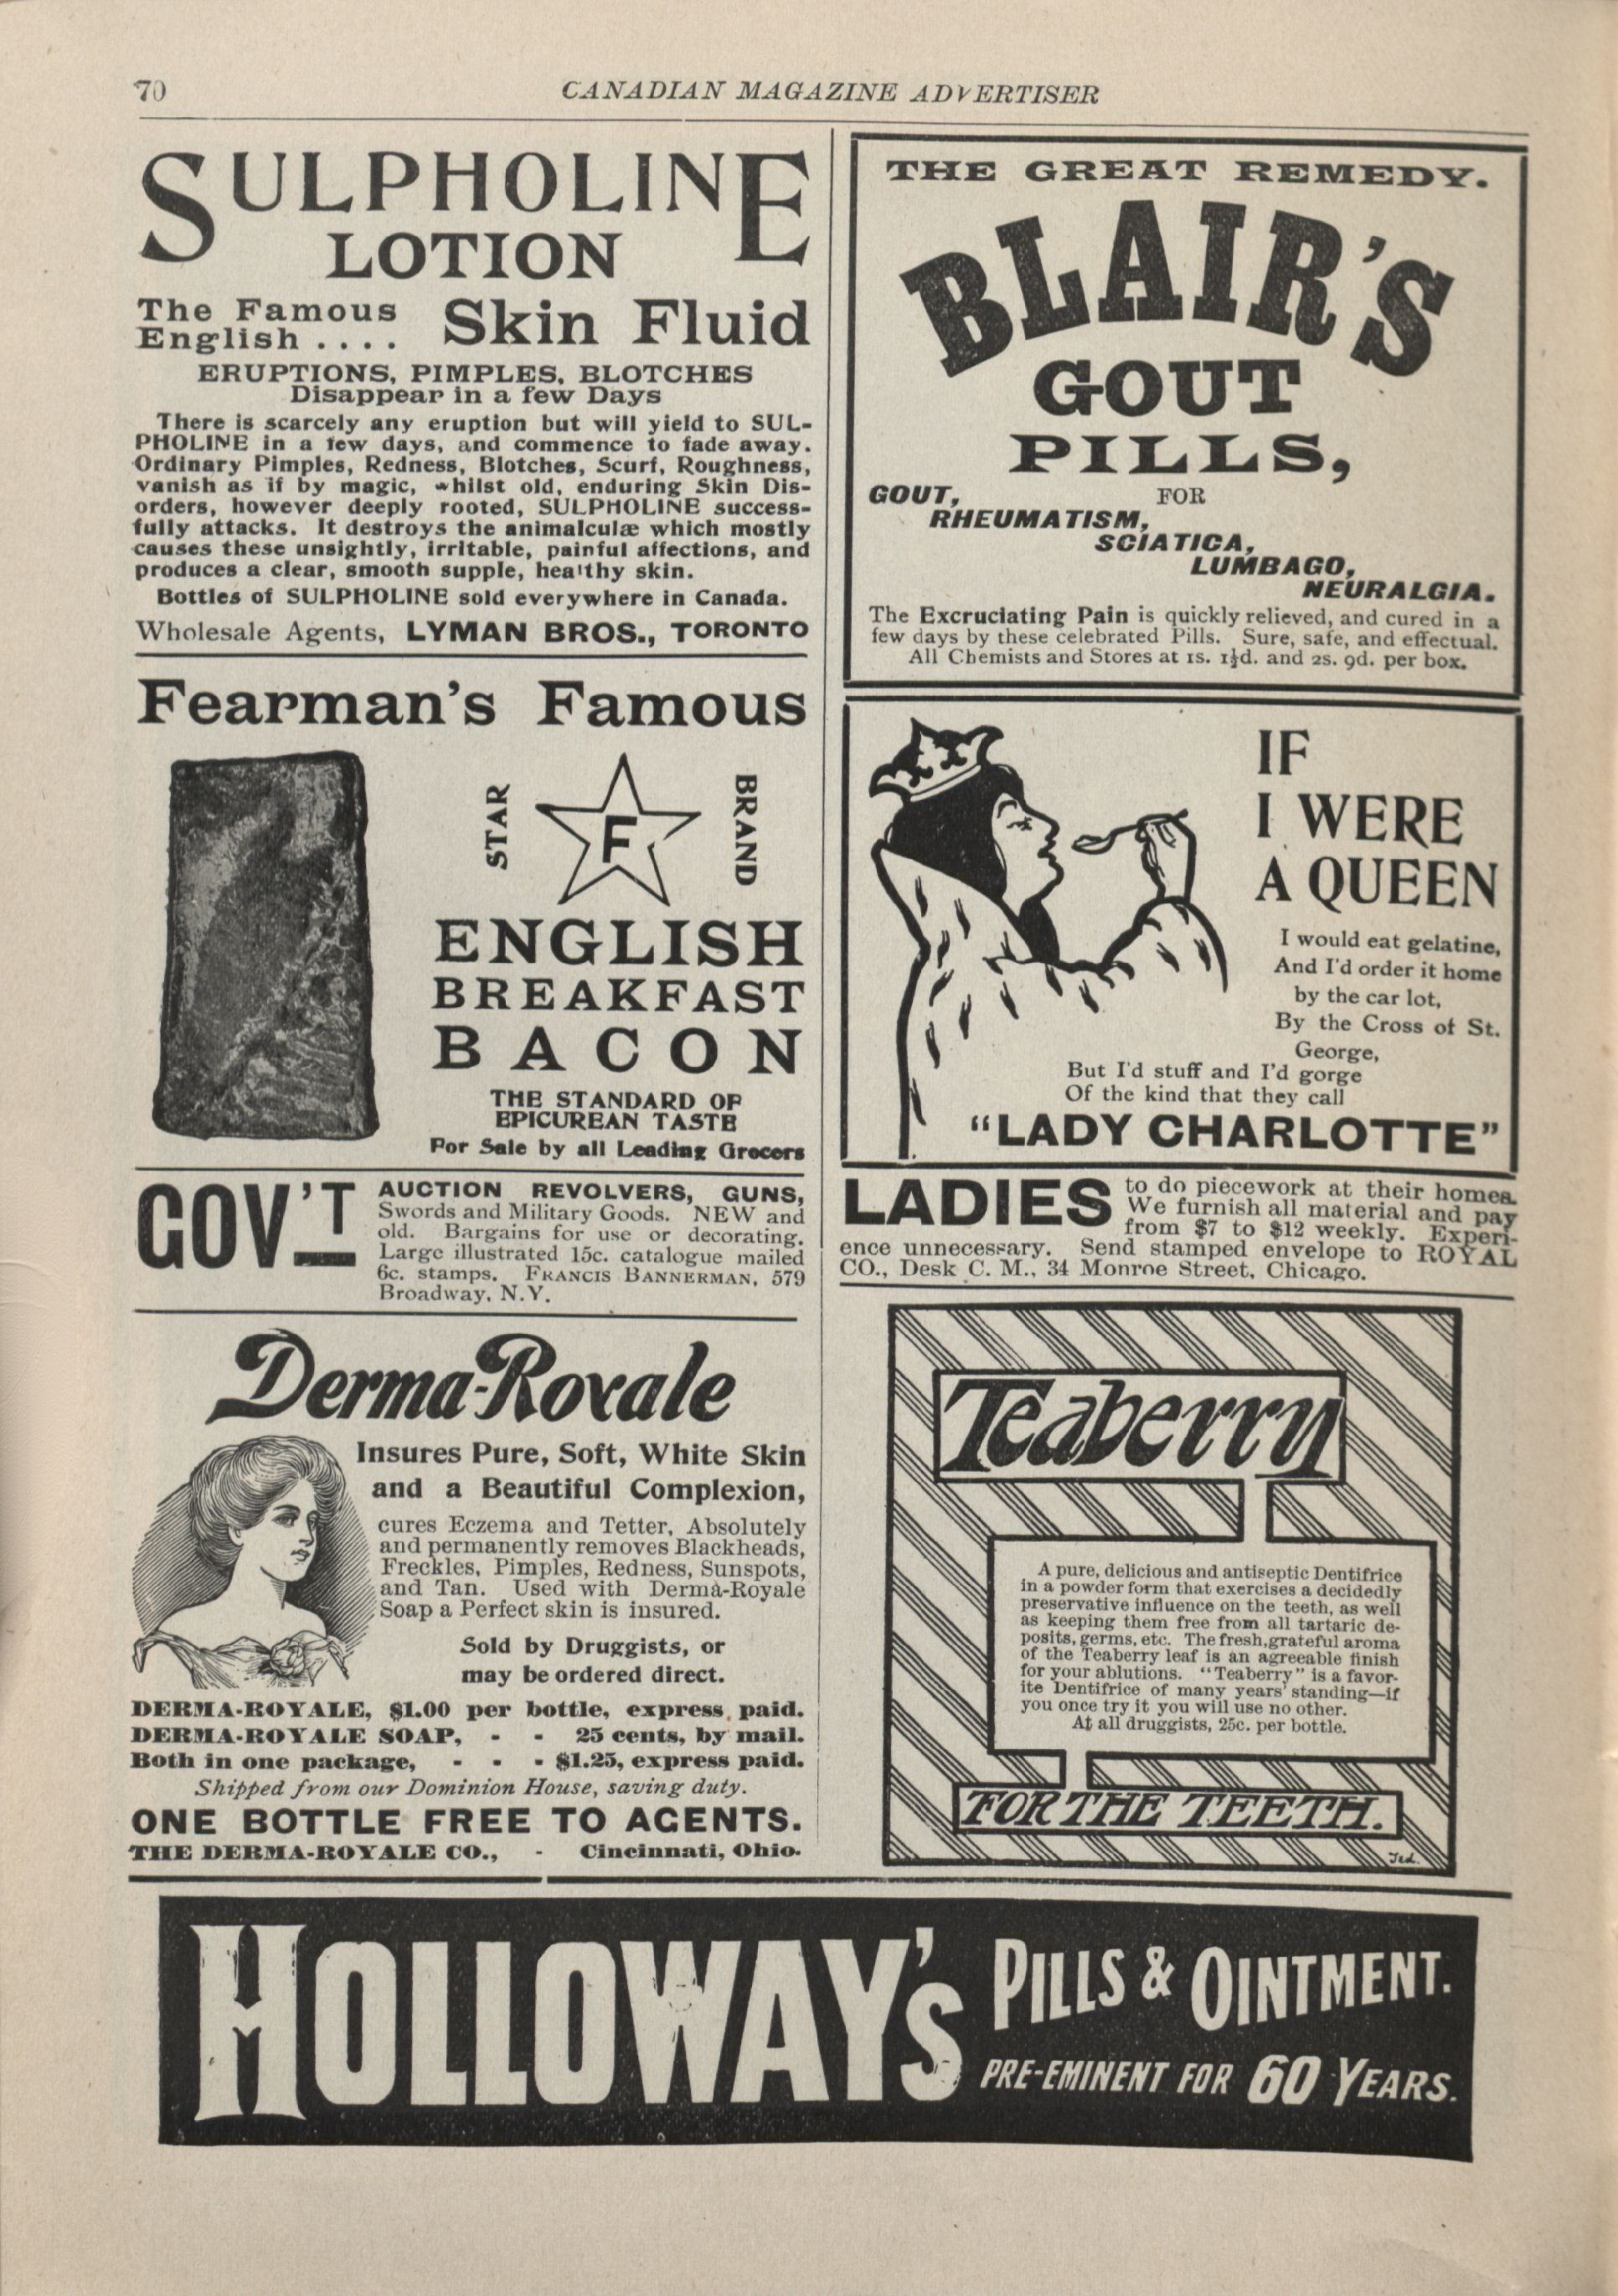 70
CANADIAN MAGAZINE ADVERTISER
SULPHOLINE
LOTION
The Famous
English .... Skin Fluid
ERUPTIONS, PIMPLES, BLOTCHES
Disappear in a few Days
There is scarcely any eruption but will yield to SUL-
PHOLINE in a few days, and commence to fade away.
Ordinary Pimples, Redness, Blotches, Scurf, Roughness,
vanish as if by magic, whilst old, enduring Skin Dis-
orders, however deeply rooted, SULPHOLINE success-
fully attacks. It destroys the animalculæ which mostly
causes these unsightly, irritable, painful affections, and
produces a clear, smooth supple, healthy skin.
Bottles of SULPHOLINE sold everywhere in Canada.
Wholesale Agents, LYMAN BROS., TORONTO
Fearman's Famous
STAR
F
BRAND
ENGLISH
BREAKFAST
BACON
THE STANDARD OF
EPICUREAN TASTE
For Sale by all Leading Grocers
GOV'T AUCTION REVOLVERS, GUNS,
Swords and Military Goods. NEW and
old. Bargains for use or decorating.
Large illustrated 15c. catalogue mailed
6c. stamps. FRANCIS BANNERMAN, 579
Broadway, N.Y.
Derma-Royale
Insures Pure, Soft, White Skin
and a Beautiful Complexion,
cures Eczema and Tetter, Absolutely
and permanently removes Blackheads,
Freckles, Pimples, Redness, Sunspots,
and Tan. Used with Derma-Royale
Soap a Perfect skin is insured.
Sold by Druggists, or
may be ordered direct.
DERMA-ROYALE, $1.00 per bottle, express paid.
DERMA-ROYALE SOAP, - - 25 cents, by mail.
Both in one package, - - - $1.25, express paid.
Shipped from our Dominion House, saving duty.
ONE BOTTLE FREE TO AGENTS.
THE DERMA-ROYALE CO., - Cincinnati, Ohio.
THE GREAT REMEDY.
BLAIR'S
GOUT
PILLS,
FOR
GOUT,
RHEUMATISM,
SCIATICA,
LUMBAGO,
NEURALGIA.
The Excruciating Pain is quickly relieved, and cured in a
few days by these celebrated Pills. Sure, safe, and effectual.
All Chemists and Stores at 1s. 1½d. and 2s. 9d. per box.
IF
I WERE
A QUEEN
I would eat gelatine,
And I'd order it home
by the car lot,
By the Cross of St.
George,
But I'd stuff and I'd gorge
Of the kind that they call
"LADY CHARLOTTE"
LADIES to do piecework at their homes.
We furnish all material and pay
from $7 to $12 weekly. Experi-
ence unnecessary. Send stamped envelope to ROYAL
CO., Desk C. M., 34 Monroe Street, Chicago.
Teaberry
A pure, delicious and antiseptic Dentifrice
in a powder form that exercises a decidedly
preservative influence on the teeth, as well
as keeping them free from all tartaric de-
posits, germs, etc. The fresh, grateful aroma
of the Teaberry leaf is an agreeable finish
for your ablutions. "Teaberry" is a favor-
ite Dentifrice of many years' standing—if
you once try it you will use no other.
At all druggists, 25c. per bottle.
FOR THE TEETH.
Ted.
HOLLOWAY'S PILLS & OINTMENT.
PRE-EMINENT FOR 60 YEARS.